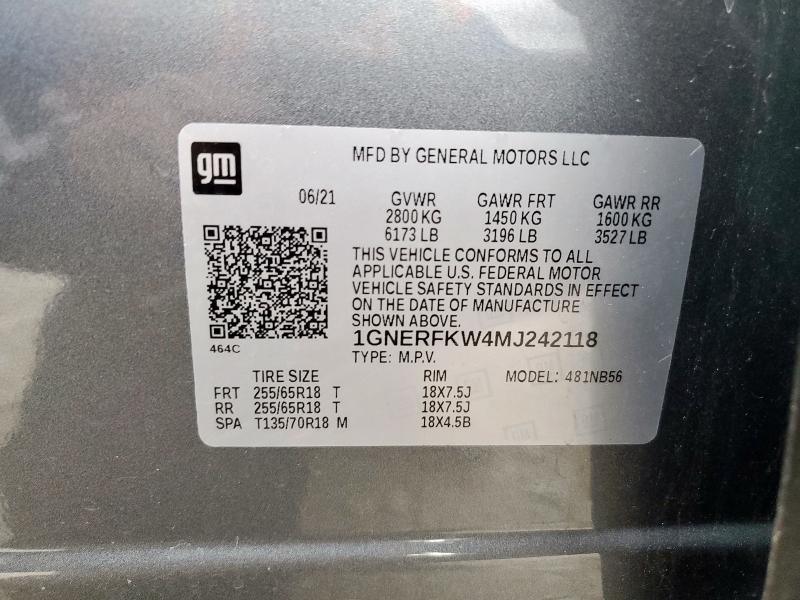 gm
MFD BY GENERAL MOTORS LLC
06/21 GVWR GAWR FRT GAWR RR
2800 KG 1450 KG 1600 KG
6173 LB 3196 LB 3527 LB
THIS VEHICLE CONFORMS TO ALL
APPLICABLE U.S. FEDERAL MOTOR
VEHICLE SAFETY STANDARDS IN EFFECT
ON THE DATE OF MANUFACTURE
SHOWN ABOVE.
464C
1GNERFKW4MJ242118
TYPE: M.P.V.
TIRE SIZE RIM MODEL: 481NB56
FRT 255/65R18 T 18X7.5J
RR 255/65R18 T 18X7.5J
SPA T135/70R18 M 18X4.5B